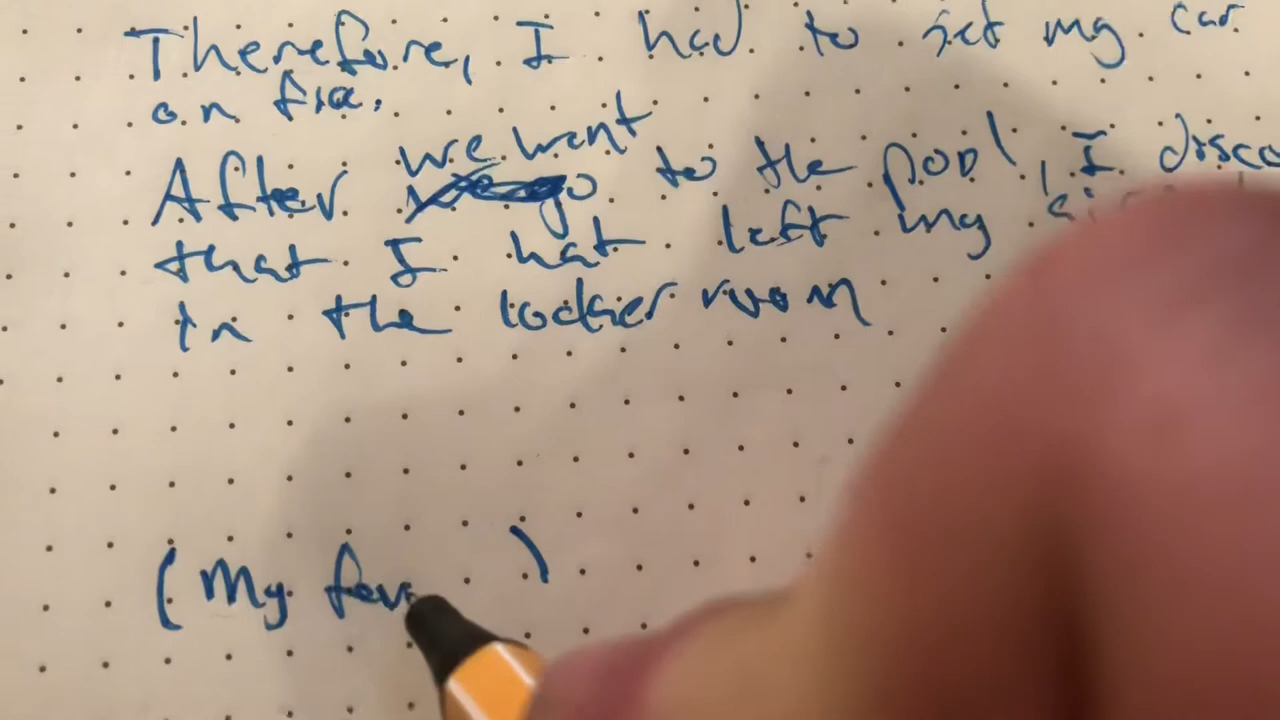 Therefore, I had to set my car
on fire.
we went
After to the pool, I disco
that I hat left my
in the locker room
(My fav )